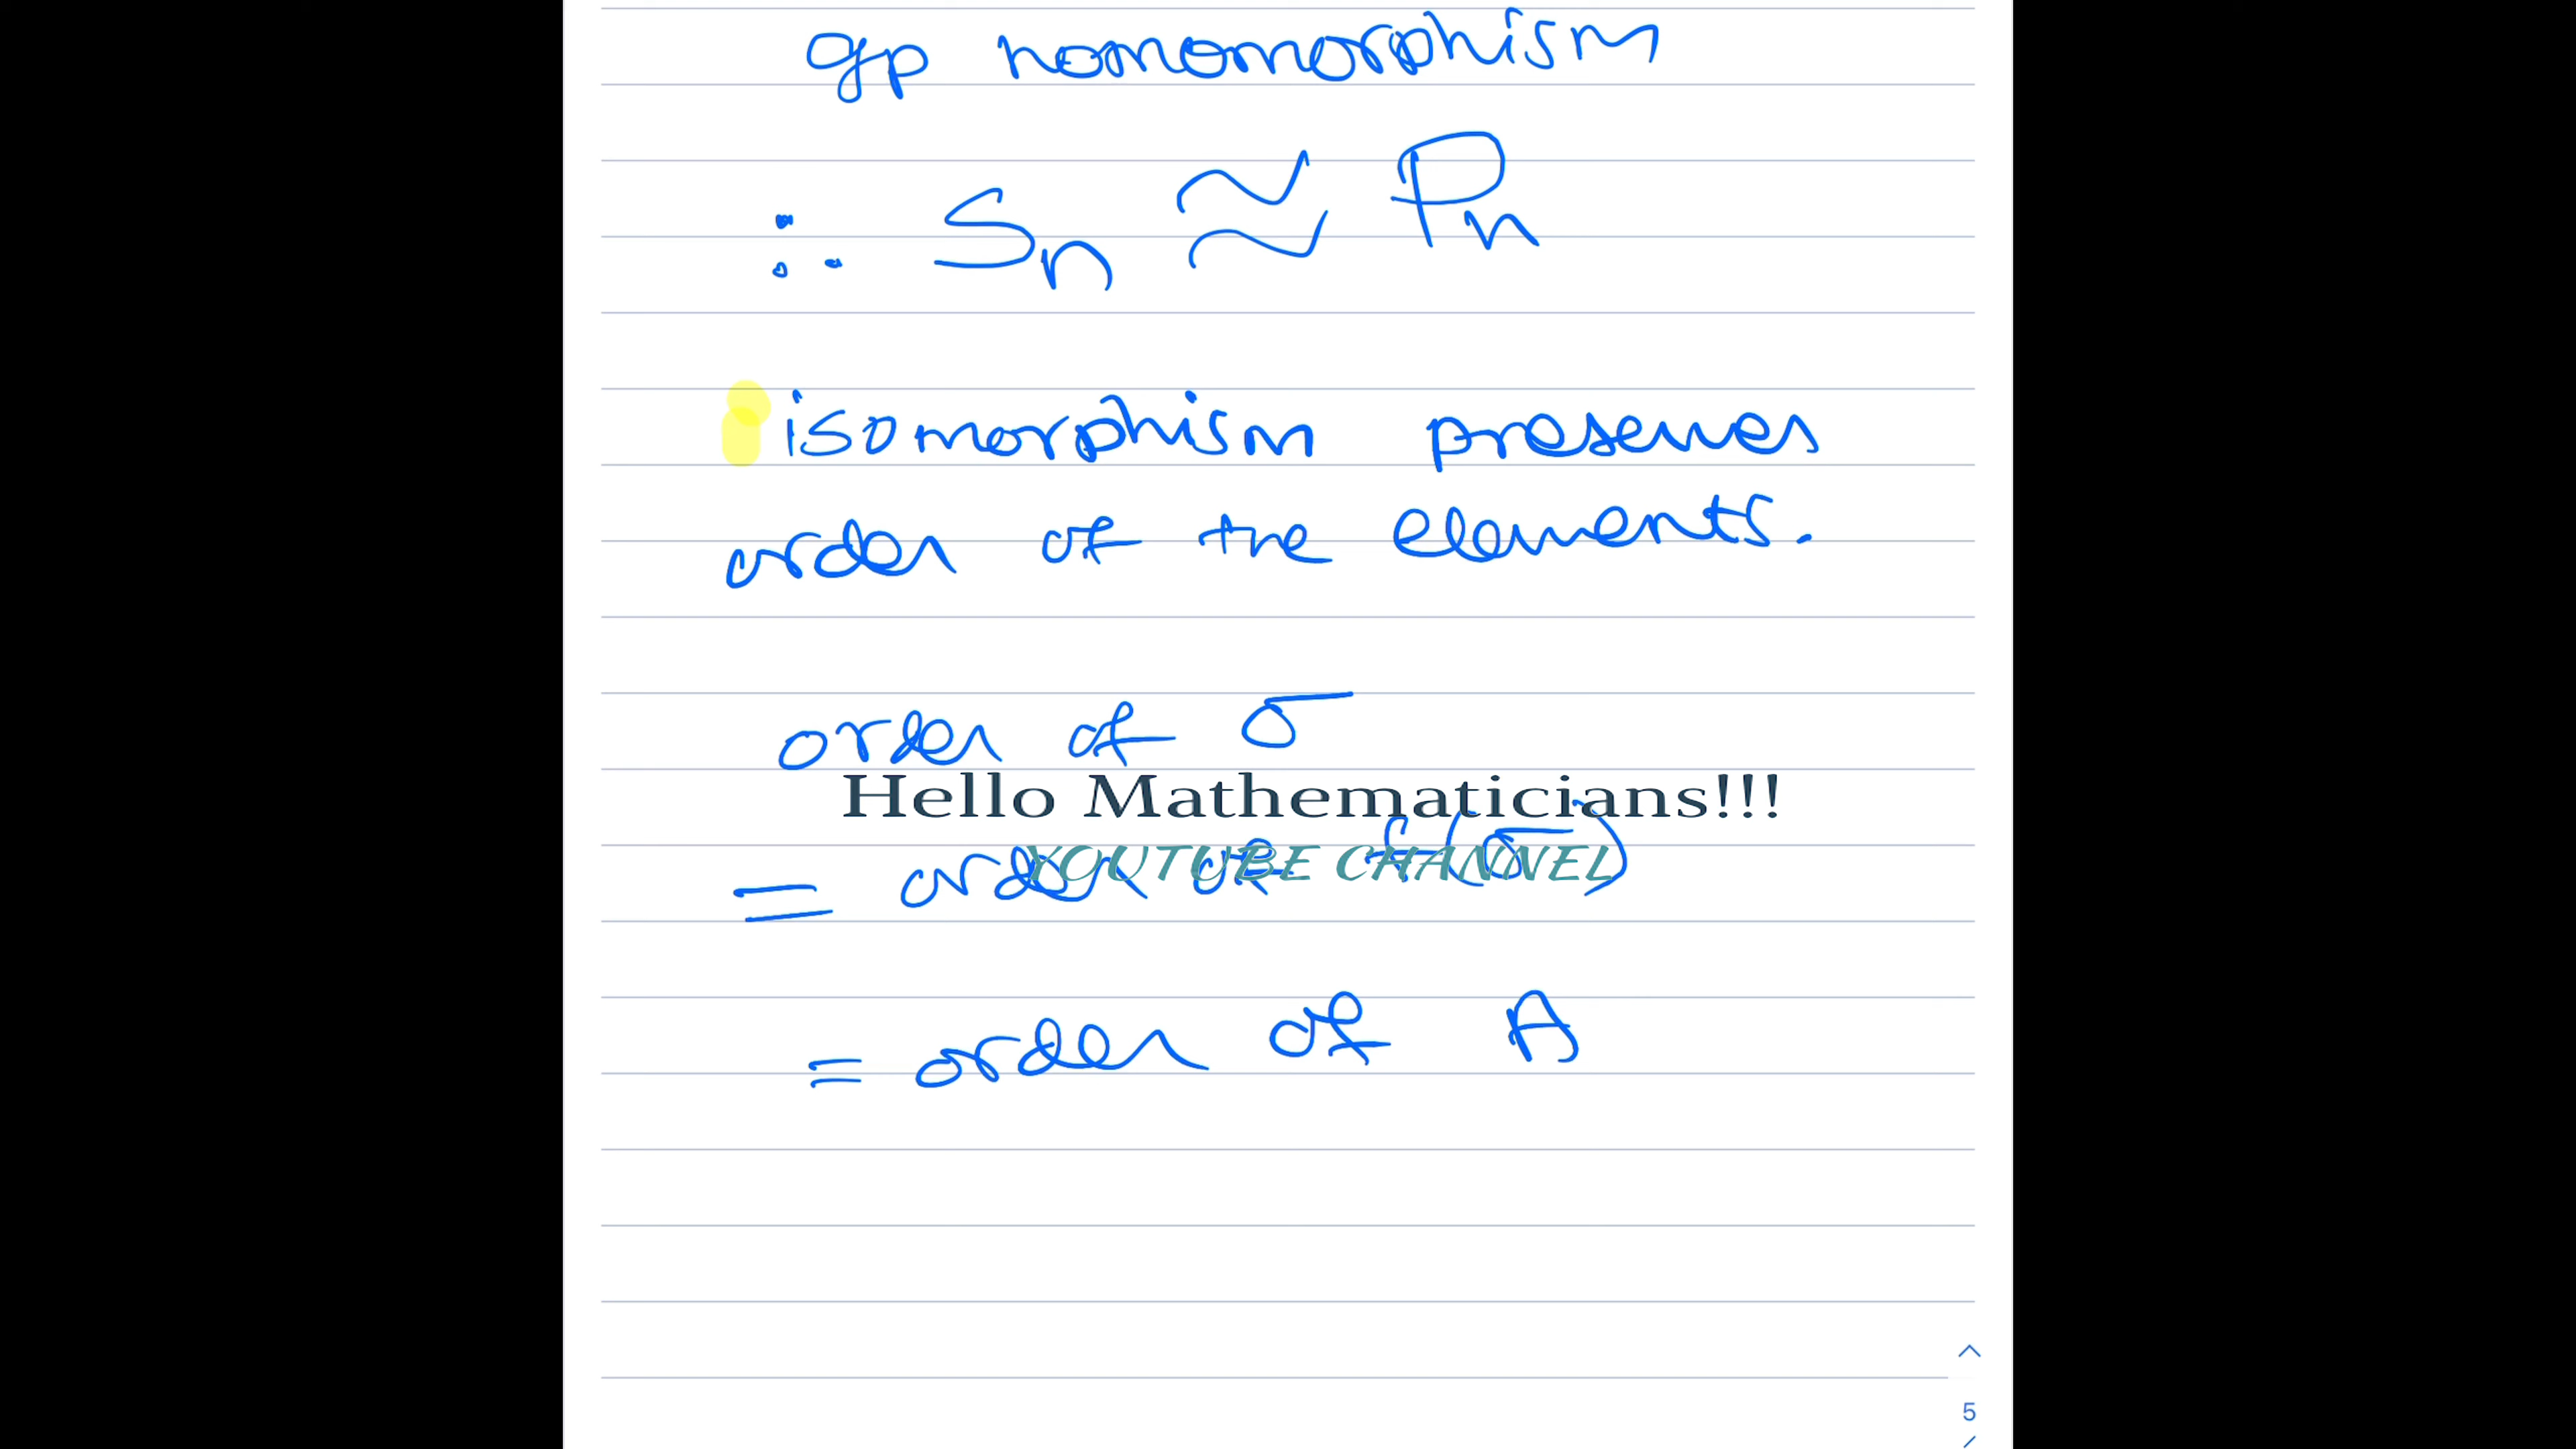 gp homomorphism
∴ Sn ≅ Pn
isomorphism preserves
order of the elements.
order of σ
Hello Mathematicians!!!
= order of f(σ)
YOUTUBE CHANNEL
= order of A
5